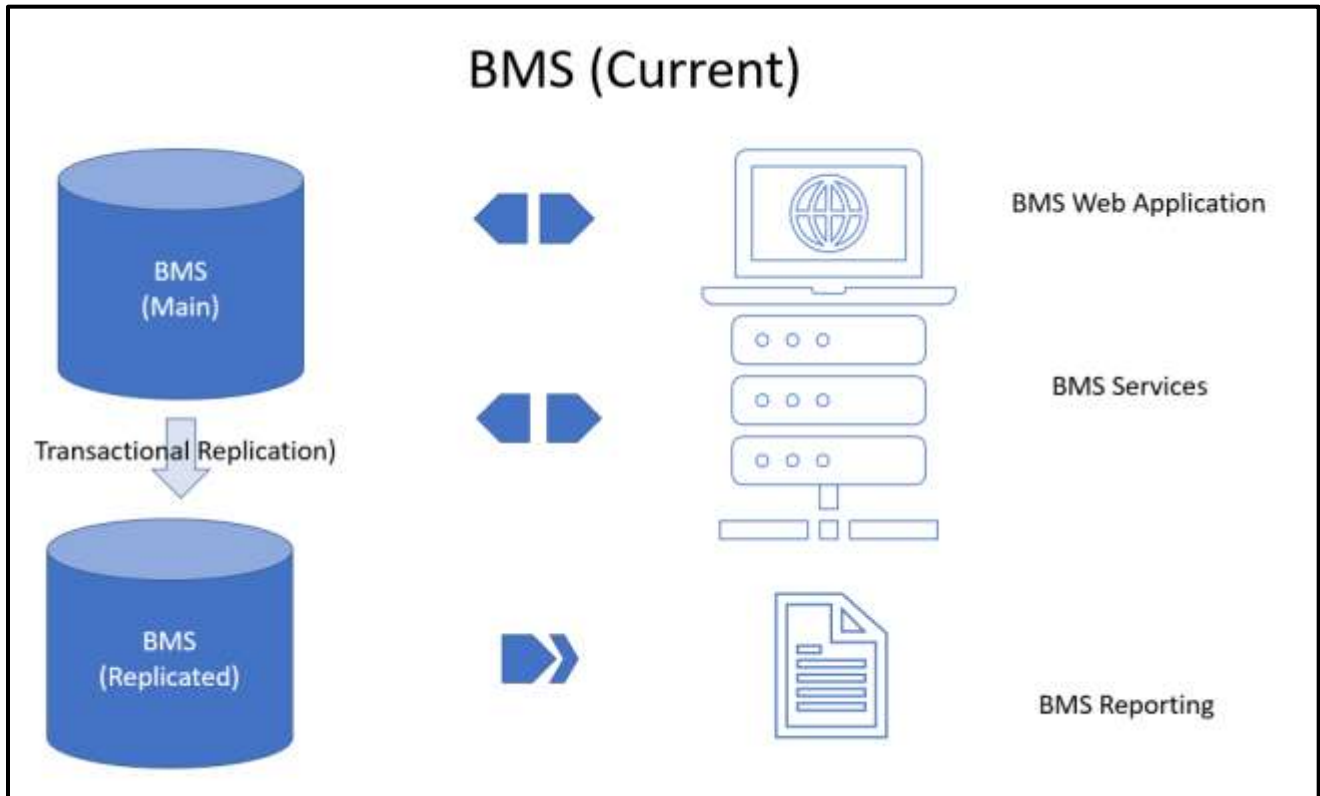 BMS (Current)
BMS
(Main)
BMS Web Application
BMS Services
Transactional Replication)
BMS
(Replicated)
BMS Reporting